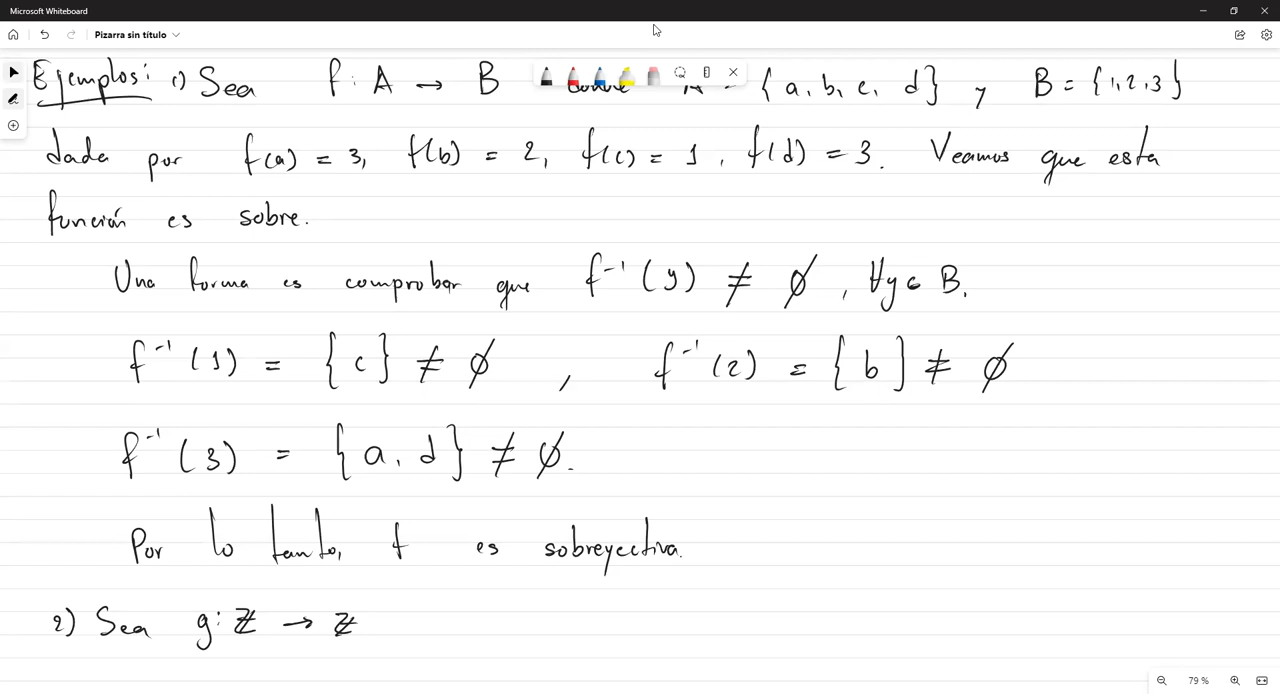 Microsoft Whiteboard
Pizarra sin título
Ejemplos: 1) Sea f: A → B A = {a, b, c, d} y B = {1, 2, 3}
dada por f(a) = 3, f(b) = 2, f(c) = 1, f(d) = 3. Veamos que esta
función es sobre.
Una forma es comprobar que f⁻¹(y) ≠ ∅, ∀y ∈ B.
f⁻¹(1) = {c} ≠ ∅, f⁻¹(2) = {b} ≠ ∅
f⁻¹(3) = {a, d} ≠ ∅.
Por lo tanto, f es sobreyectiva.
2) Sea g: ℤ → ℤ
79 %